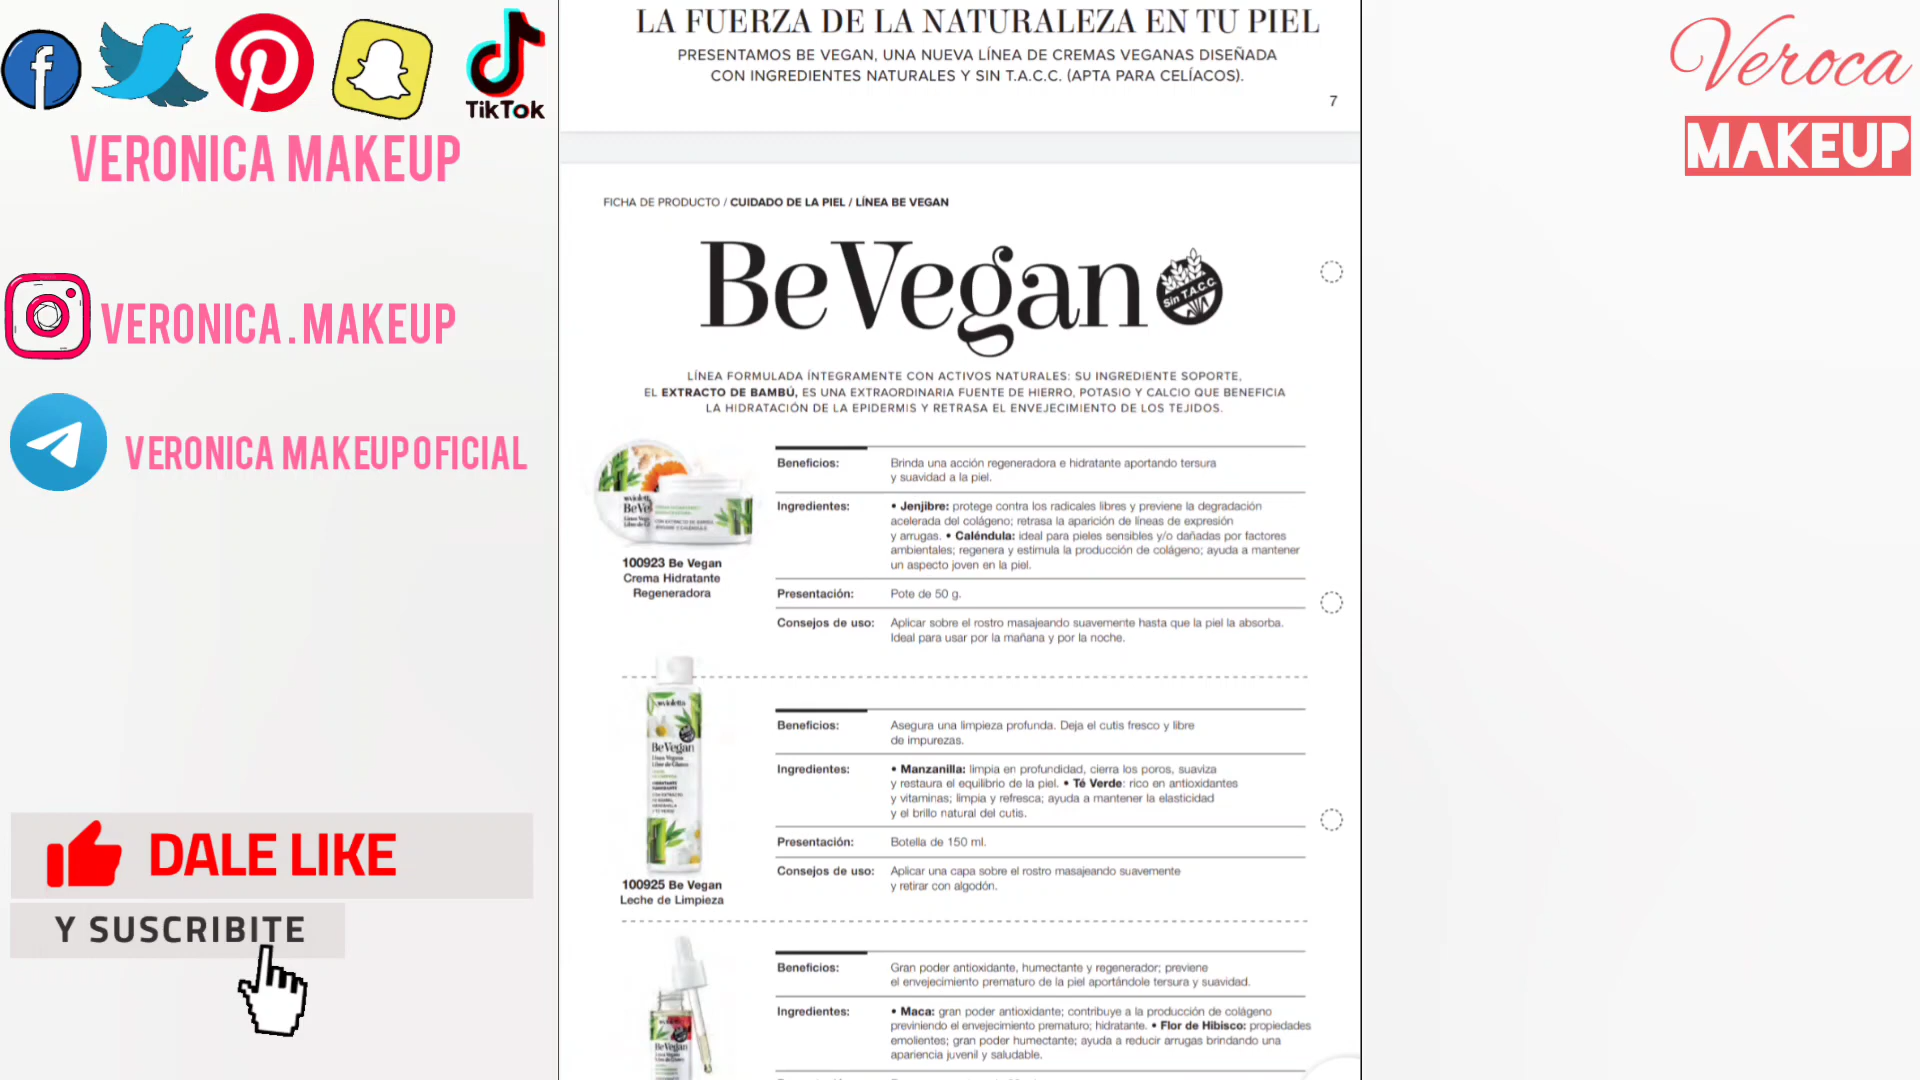 TikTok
VERONICA MAKEUP
VERONICA.MAKEUP
VERONICA MAKEUPOFICIAL
DALE LIKE
Y SUSCRIBITE
LA FUERZA DE LA NATURALEZA EN TU PIEL
PRESENTAMOS BE VEGAN, UNA NUEVA LÍNEA DE CREMAS VEGANAS DISEÑADA
CON INGREDIENTES NATURALES Y SIN T.A.C.C. (APTA PARA CELÍACOS).
7
FICHA DE PRODUCTO / CUIDADO DE LA PIEL / LÍNEA BE VEGAN
Be Vegan
Sin T.A.C.C.
LÍNEA FORMULADA ÍNTEGRAMENTE CON ACTIVOS NATURALES: SU INGREDIENTE SOPORTE,
EL EXTRACTO DE BAMBÚ, ES UNA EXTRAORDINARIA FUENTE DE HIERRO, POTASIO Y CALCIO QUE BENEFICIA
LA HIDRATACIÓN DE LA EPIDERMIS Y RETRASA EL ENVEJECIMIENTO DE LOS TEJIDOS.
100923 Be Vegan
Crema Hidratante
Regeneradora
Beneficios: Brinda una acción regeneradora e hidratante aportando tersura
y suavidad a la piel.
Ingredientes: • Jenjibre: protege contra los radicales libres y previene la degradación
acelerada del colágeno; retrasa la aparición de líneas de expresión
y arrugas. • Caléndula: ideal para pieles sensibles y/o dañadas por factores
ambientales; regenera y estimula la producción de colágeno; ayuda a mantener
un aspecto joven en la piel.
Presentación: Pote de 50 g.
Consejos de uso: Aplicar sobre el rostro masajeando suavemente hasta que la piel la absorba.
Ideal para usar por la mañana y por la noche.
violetta
Be Vegan
Línea Vegana
Libre de Gluten
100925 Be Vegan
Leche de Limpieza
Beneficios: Asegura una limpieza profunda. Deja el cutis fresco y libre
de impurezas.
Ingredientes: • Manzanilla: limpia en profundidad, cierra los poros, suaviza
y restaura el equilibrio de la piel. • Té Verde: rico en antioxidantes
y vitaminas; limpia y refresca; ayuda a mantener la elasticidad
y el brillo natural del cutis.
Presentación: Botella de 150 ml.
Consejos de uso: Aplicar una capa sobre el rostro masajeando suavemente
y retirar con algodón.
Be Vegan
Beneficios: Gran poder antioxidante, humectante y regenerador; previene
el envejecimiento prematuro de la piel aportándole tersura y suavidad.
Ingredientes: • Maca: gran poder antioxidante; contribuye a la producción de colágeno
previniendo el envejecimiento prematuro; hidratante. • Flor de Hibisco: propiedades
emolientes; gran poder humectante; ayuda a reducir arrugas brindando una
apariencia juvenil y saludable.
Veroca
MAKEUP